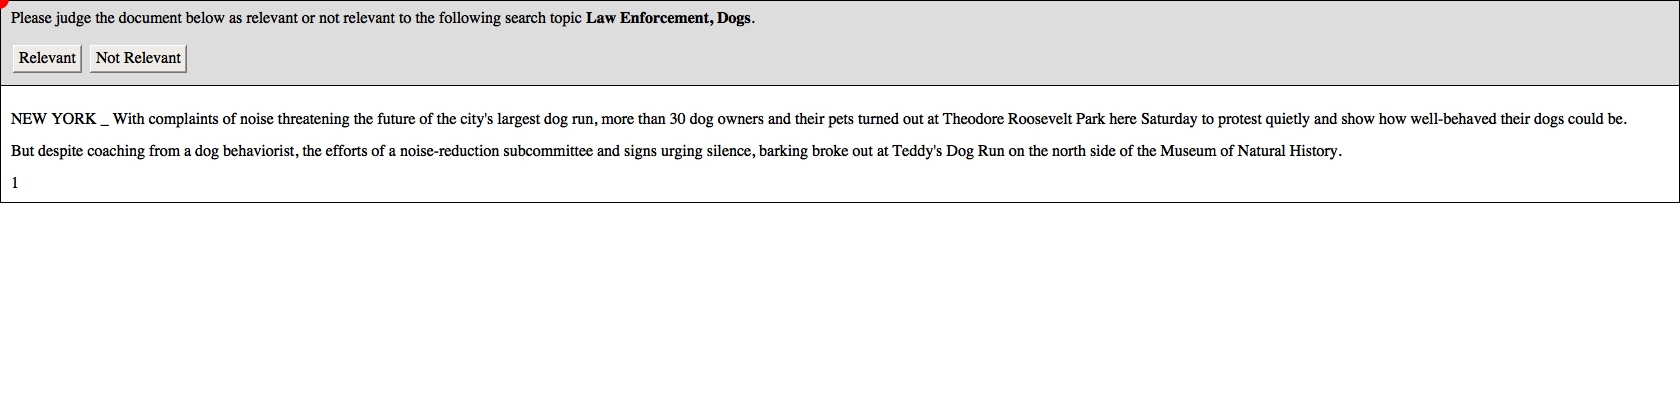 Please judge the document below as relevant or not relevant to the following search topic Law Enforcement, Dogs.
Relevant Not Relevant
NEW YORK _ With complaints of noise threatening the future of the city's largest dog run, more than 30 dog owners and their pets turned out at Theodore Roosevelt Park here Saturday to protest quietly and show how well-behaved their dogs could be.
But despite coaching from a dog behaviorist, the efforts of a noise-reduction subcommittee and signs urging silence, barking broke out at Teddy's Dog Run on the north side of the Museum of Natural History.
1